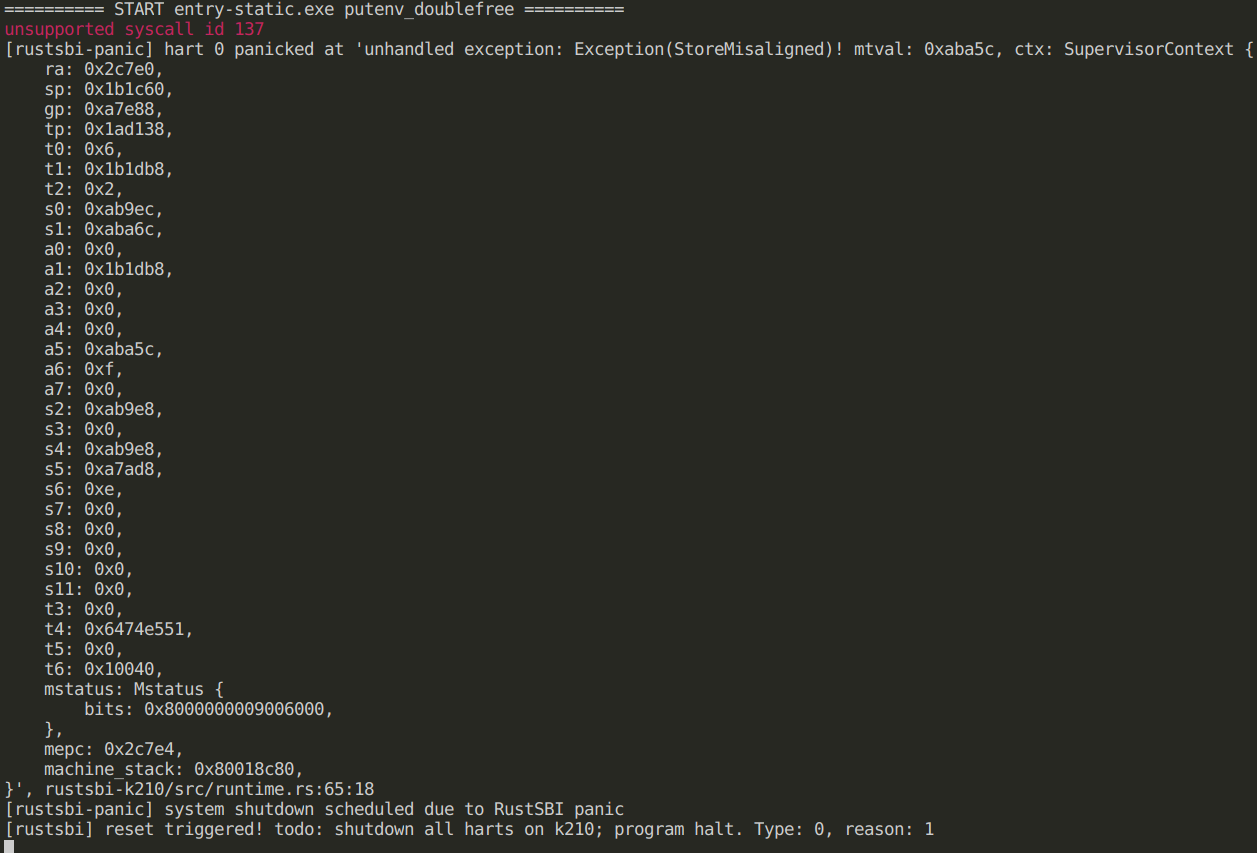 ========== START entry-static.exe putenv_doublefree ==========
unsupported syscall id 137
[rustsbi-panic] hart 0 panicked at 'unhandled exception: Exception(StoreMisaligned)! mtval: 0xaba5c, ctx: SupervisorContext {
    ra: 0x2c7e0,
    sp: 0x1b1c60,
    gp: 0xa7e88,
    tp: 0x1ad138,
    t0: 0x6,
    t1: 0x1b1db8,
    t2: 0x2,
    s0: 0xab9ec,
    s1: 0xaba6c,
    a0: 0x0,
    a1: 0x1b1db8,
    a2: 0x0,
    a3: 0x0,
    a4: 0x0,
    a5: 0xaba5c,
    a6: 0xf,
    a7: 0x0,
    s2: 0xab9e8,
    s3: 0x0,
    s4: 0xab9e8,
    s5: 0xa7ad8,
    s6: 0xe,
    s7: 0x0,
    s8: 0x0,
    s9: 0x0,
    s10: 0x0,
    s11: 0x0,
    t3: 0x0,
    t4: 0x6474e551,
    t5: 0x0,
    t6: 0x10040,
    mstatus: Mstatus {
        bits: 0x8000000009006000,
    },
    mepc: 0x2c7e4,
    machine_stack: 0x80018c80,
}', rustsbi-k210/src/runtime.rs:65:18
[rustsbi-panic] system shutdown scheduled due to RustSBI panic
[rustsbi] reset triggered! todo: shutdown all harts on k210; program halt. Type: 0, reason: 1